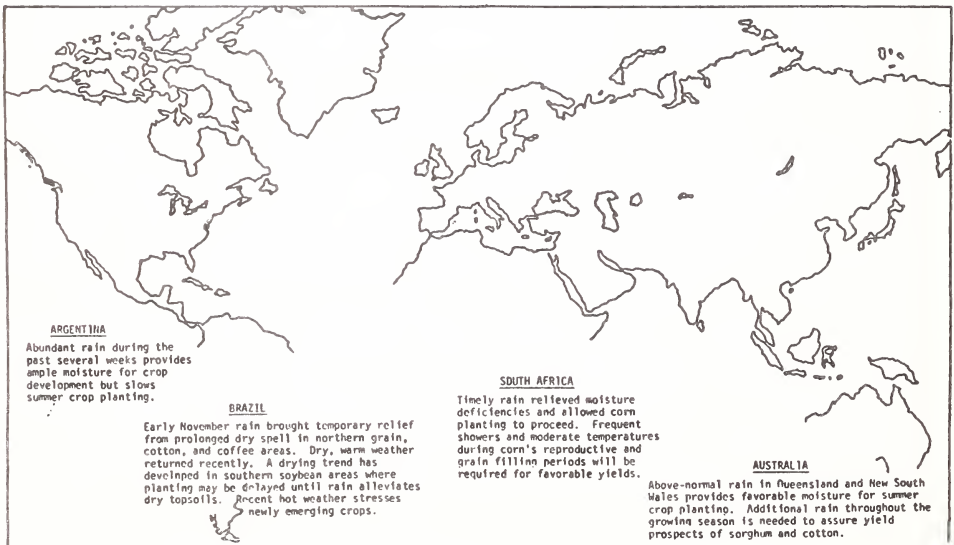 ARGENTINA
Abundant rain during the
past several weeks provides
ample moisture for crop
development but slows
summer crop planting.
BRAZIL
Early November rain brought temporary relief
from prolonged dry spell in northern grain,
cotton, and coffee areas. Dry, warm weather
returned recently. A drying trend has
developed in southern soybean areas where
planting may be delayed until rain alleviates
dry topsoils. Recent hot weather stresses
newly emerging crops.
SOUTH AFRICA
Timely rain relieved moisture
deficiencies and allowed corn
planting to proceed. Frequent
showers and moderate temperatures
during corn's reproductive and
grain filling periods will be
required for favorable yields.
AUSTRALIA
Above-normal rain in Queensland and New South
Wales provides favorable moisture for summer
crop planting. Additional rain throughout the
growing season is needed to assure yield
prospects of sorghum and cotton.